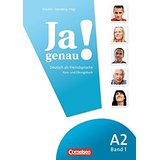 Ja
genau!
Deutsch als Fremdsprache
Kurs- und Übungsbuch
A2
Band 1
Cornelsen